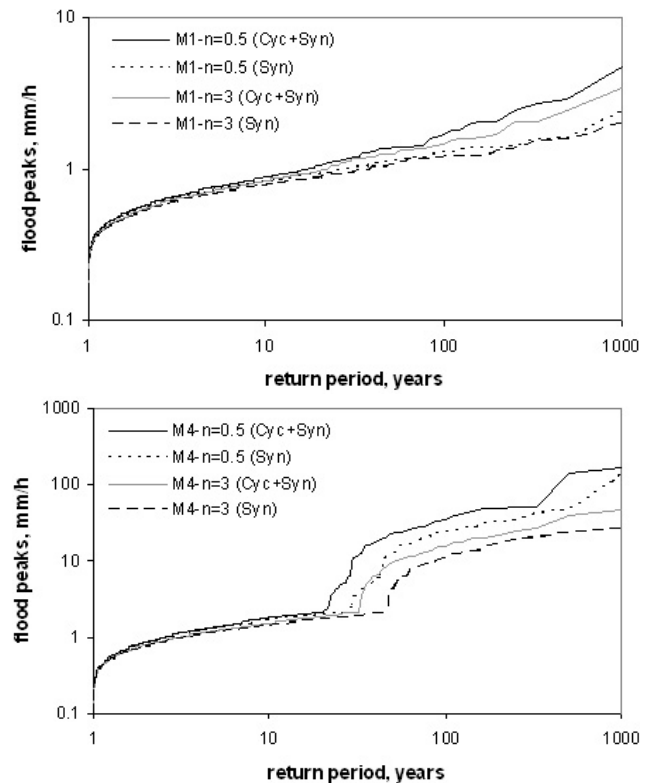 10
M1-n=0.5 (Cyc+Syn)
M1-n=0.5 (Syn)
M1-n=3 (Cyc+Syn)
M1-n=3 (Syn)
flood peaks, mm/h
1
0.1
1 10 100 1000
return period, years
1000
M4-n=0.5 (Cyc+Syn)
M4-n=0.5 (Syn)
M4-n=3 (Cyc+Syn)
M4-n=3 (Syn)
100
flood peaks, mm/h
10
1
0.1
1 10 100 1000
return period, years